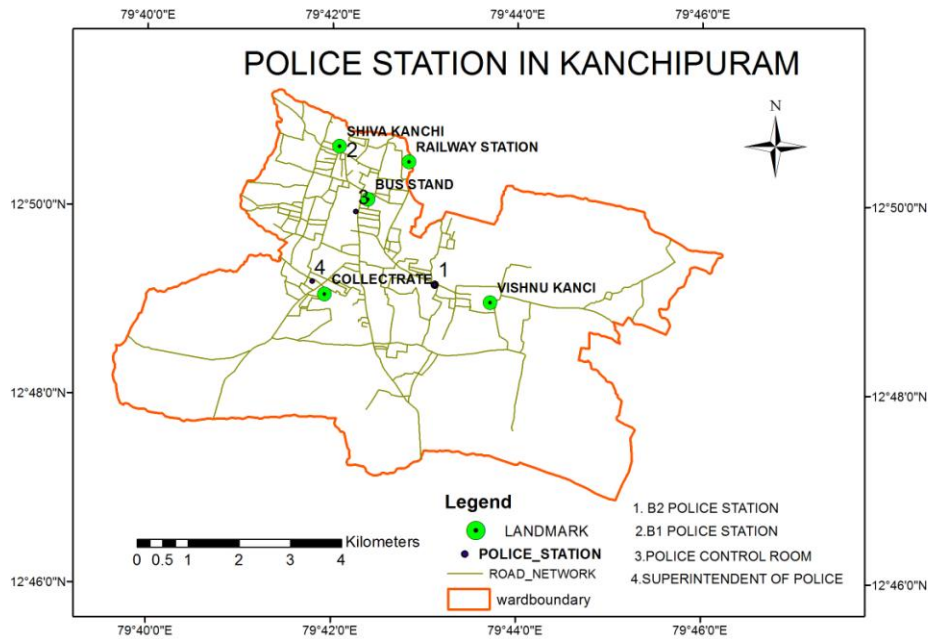 79°40'0"E 79°42'0"E 79°44'0"E 79°46'0"E
POLICE STATION IN KANCHIPURAM
N
SHIVA KANCHI
2
RAILWAY STATION
BUS STAND
3
12°50'0"N 12°50'0"N
4
COLLECTRATE
1
VISHNU KANCI
12°48'0"N 12°48'0"N
Legend
LANDMARK
POLICE_STATION
ROAD_NETWORK
wardboundary
1. B2 POLICE STATION
2.B1 POLICE STATION
3.POLICE CONTROL ROOM
4.SUPERINTENDENT OF POLICE
Kilometers
0 0.5 1 2 3 4
12°46'0"N 12°46'0"N
79°40'0"E 79°42'0"E 79°44'0"E 79°46'0"E